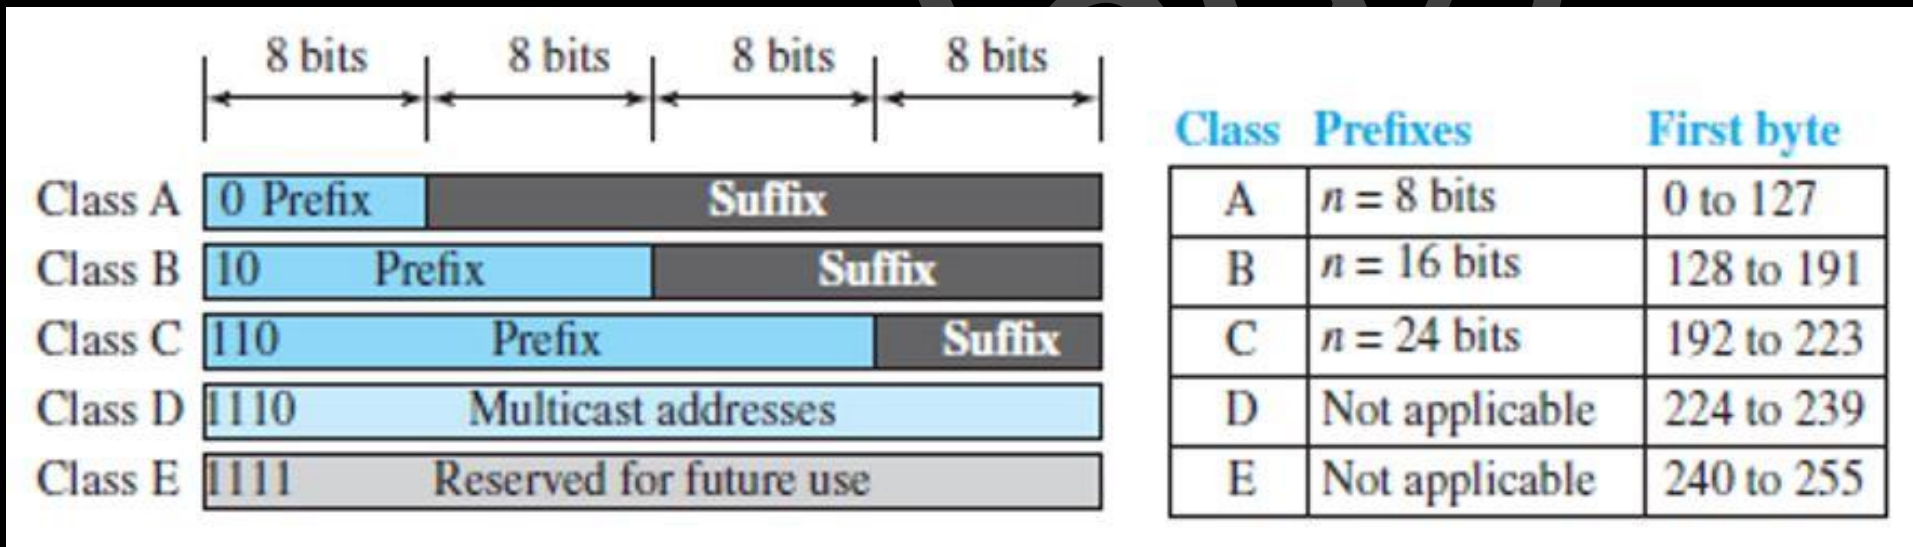 8 bits 8 bits 8 bits 8 bits
Class A 0 Prefix Suffix
Class B 10 Prefix Suffix
Class C 110 Prefix Suffix
Class D 1110 Multicast addresses
Class E 1111 Reserved for future use
Class Prefixes First byte
A n = 8 bits 0 to 127
B n = 16 bits 128 to 191
C n = 24 bits 192 to 223
D Not applicable 224 to 239
E Not applicable 240 to 255